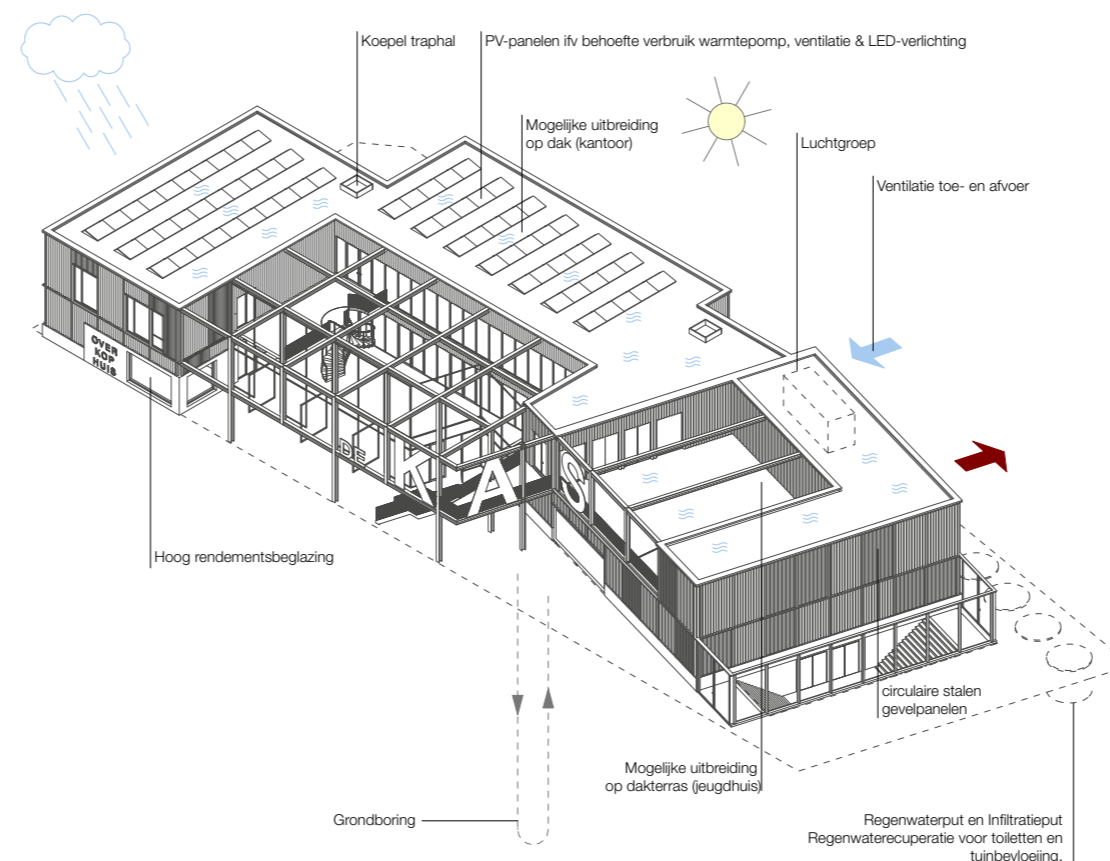 Koepel traphal
PV-panelen ifv behoefte verbruik warmtepomp, ventilatie & LED-verlichting
Mogelijke uitbreiding
op dak (kantoor)
Luchtgroep
Ventilatie toe- en afvoer
OVER
KOP
HUIS
DE KAS
Hoog rendementsbeglazing
circulaire stalen
gevelpanelen
Mogelijke uitbreiding
op dakterras (jeugdhuis)
Grondboring
Regenwaterput en Infiltratieput
Regenwaterecuperatie voor toiletten en
tuinbevloeiing.